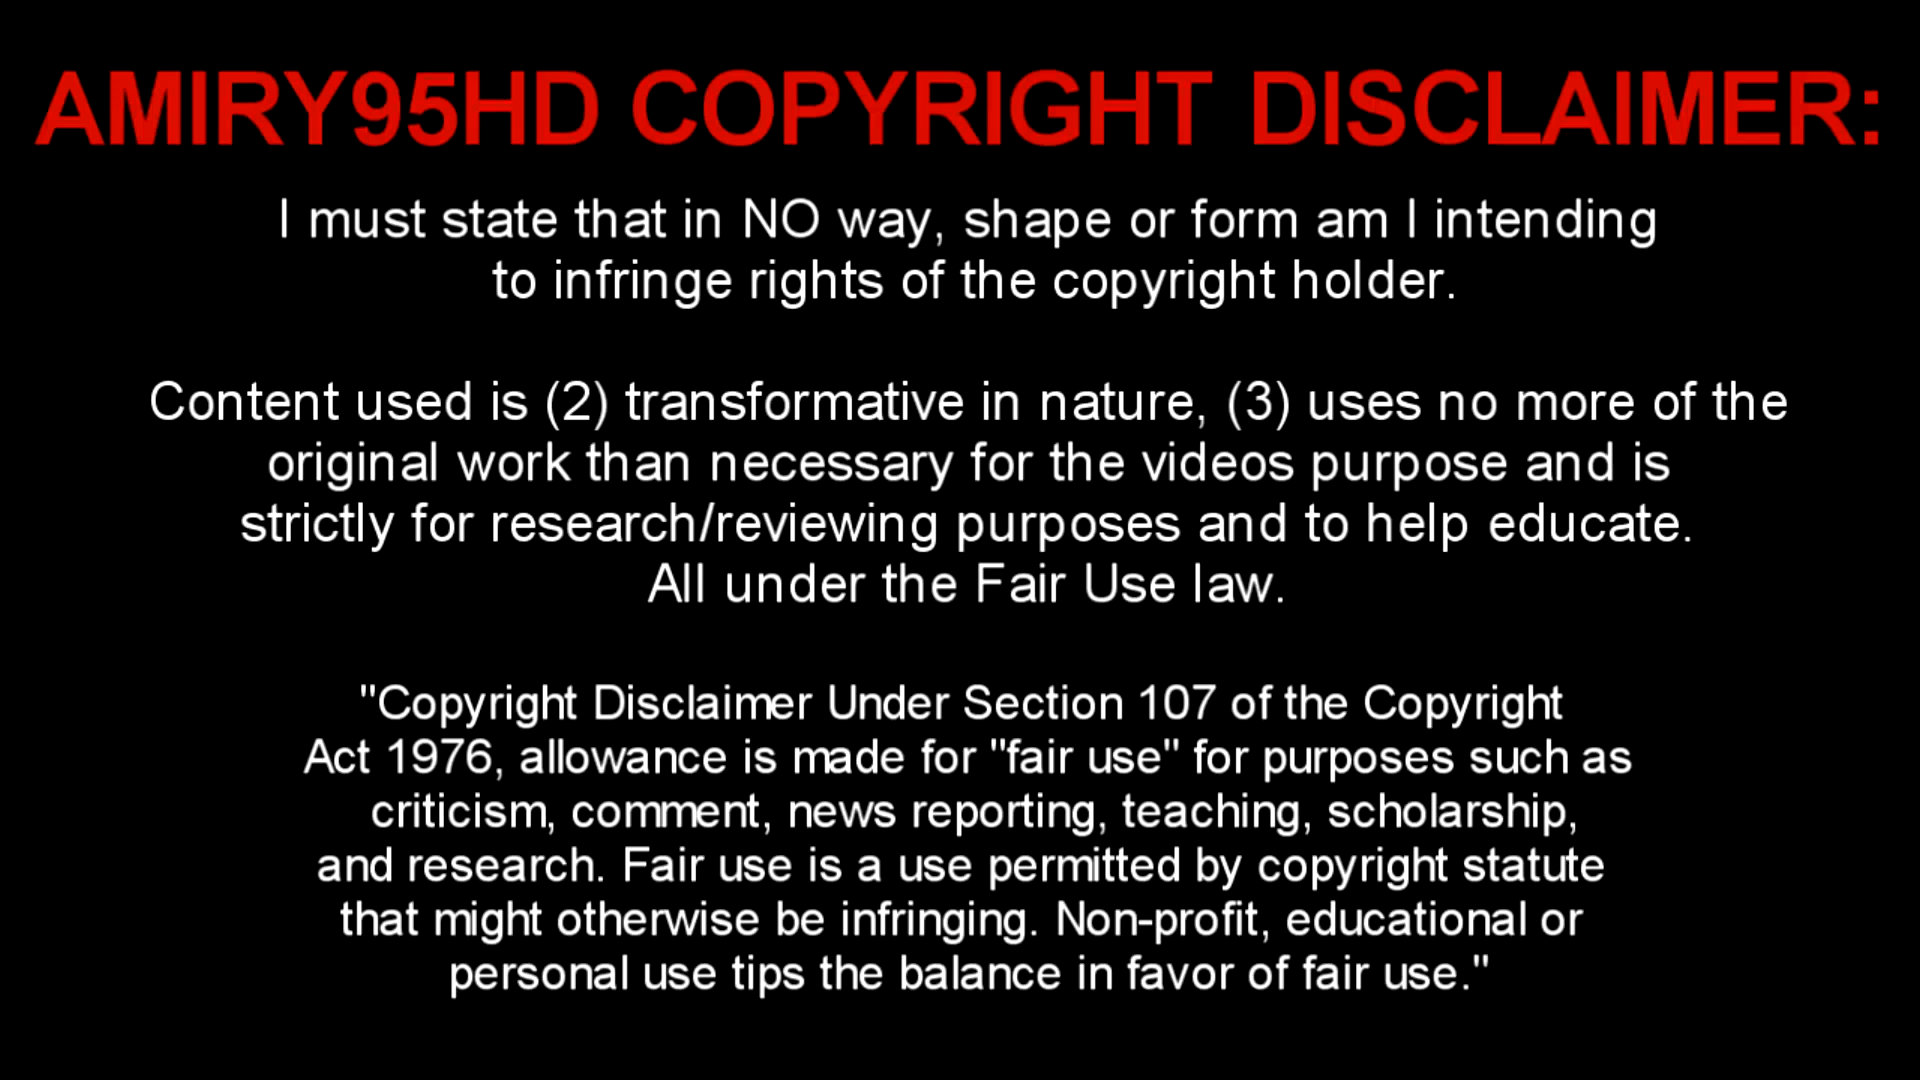 AMIRY95HD COPYRIGHT DISCLAIMER:
I must state that in NO way, shape or form am I intending
to infringe rights of the copyright holder.
Content used is (2) transformative in nature, (3) uses no more of the
original work than necessary for the videos purpose and is
strictly for research/reviewing purposes and to help educate.
All under the Fair Use law.
"Copyright Disclaimer Under Section 107 of the Copyright
Act 1976, allowance is made for "fair use" for purposes such as
criticism, comment, news reporting, teaching, scholarship,
and research. Fair use is a use permitted by copyright statute
that might otherwise be infringing. Non-profit, educational or
personal use tips the balance in favor of fair use."